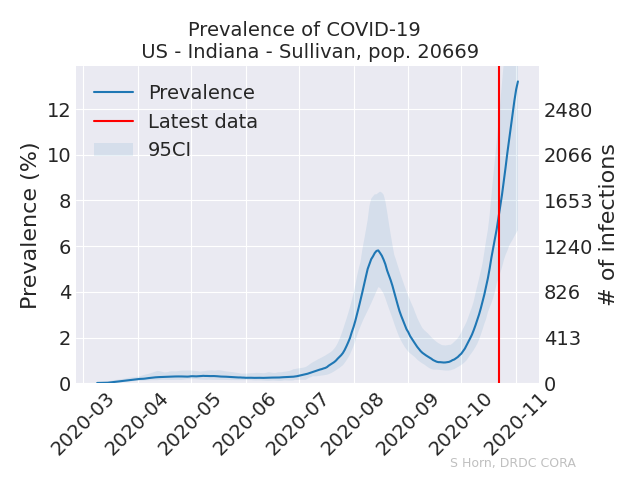 Prevalence of COVID-19
US - Indiana - Sullivan, pop. 20669
Prevalence
Latest data
95CI
Prevalence (%)
12
10
8
6
4
2
0
2480
2066
1653
1240
826
413
0
# of infections
2020-03
2020-04
2020-05
2020-06
2020-07
2020-08
2020-09
2020-10
2020-11
S Horn, DRDC CORA